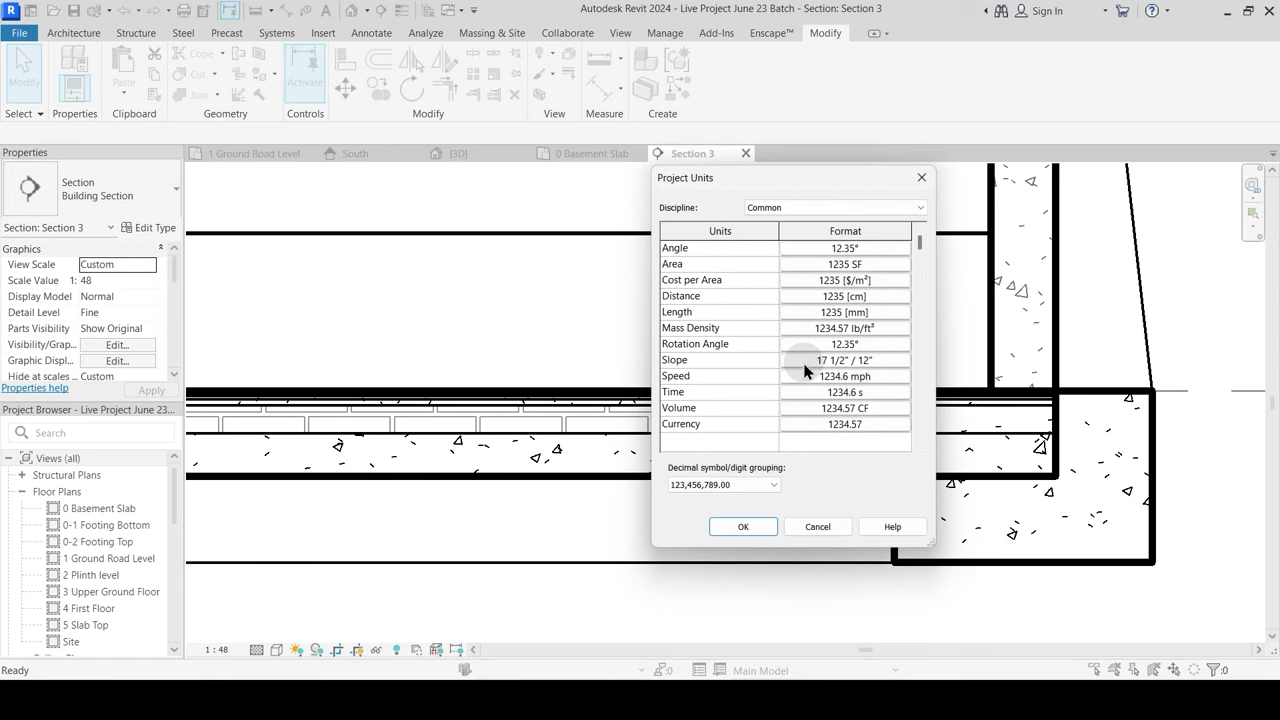 Autodesk Revit 2024 - Live Project June 23 Batch - Section: Section 3
Sign In
File Architecture Structure Steel Precast Systems Insert Annotate Analyze Massing & Site Collaborate View Manage Add-Ins Enscape™ Modify
Modify
Paste
Cope
Cut
Join
Activate
Select Properties Clipboard Geometry Controls Modify View Measure Create
Properties
1 Ground Road Level South {3D} 0 Basement Slab Section 3
Section
Building Section
Section: Section 3 Edit Type
Graphics
View Scale Custom
Scale Value 1: 48
Display Model Normal
Detail Level Fine
Parts Visibility Show Original
Visibility/Grap... Edit...
Graphic Displ... Edit...
Hide at scales ... Custom
Properties help Apply
Project Browser - Live Project June 23...
Search
Views (all)
Structural Plans
Floor Plans
0 Basement Slab
0-1 Footing Bottom
0-2 Footing Top
1 Ground Road Level
2 Plinth level
3 Upper Ground Floor
4 First Floor
5 Slab Top
Site
Project Units
Discipline: Common
Units Format
Angle 12.35°
Area 1235 SF
Cost per Area 1235 [$/m²]
Distance 1235 [cm]
Length 1235 [mm]
Mass Density 1234.57 lb/ft³
Rotation Angle 12.35°
Slope 17 1/2" / 12"
Speed 1234.6 mph
Time 1234.6 s
Volume 1234.57 CF
Currency 1234.57
Decimal symbol/digit grouping:
123,456,789.00
OK Cancel Help
1 : 48
Ready :0 Main Model :0